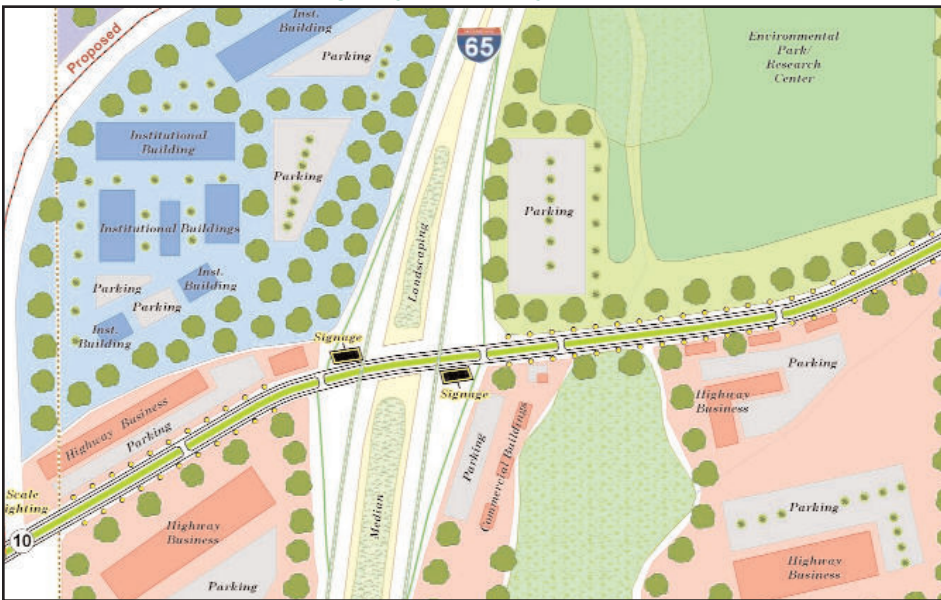 Inst.
Building
Parking
Proposed
65
Environmental
Park/
Research
Center
Institutional
Building
Parking
Parking
Institutional Buildings
Landscaping
Inst.
Building
Parking
Parking
Inst.
Building
Signage
Signage
Parking
Highway
Business
Highway Business
Parking
Parking
Commercial Buildings
Scale
ighting
10
Highway
Business
Median
Parking
Highway
Business
Parking